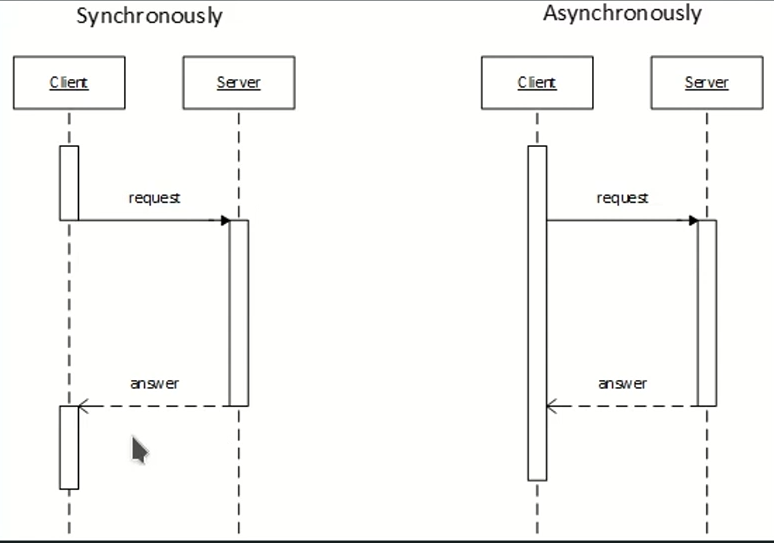 Synchronously
Asynchronously
Client
Server
Client
Server
request
request
answer
answer